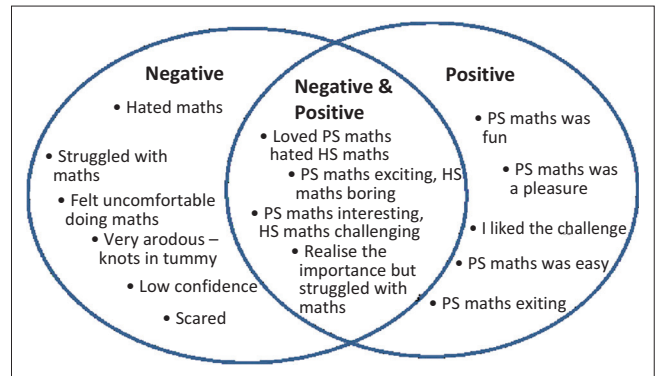 Negative
• Hated maths
• Struggled with
maths
• Felt uncomfortable
doing maths
• Very arodous –
knots in tummy
• Low confidence
• Scared
Negative &
Positive
• Loved PS maths
hated HS maths
• PS maths exciting, HS
maths boring
• PS maths interesting,
HS maths challenging
• Realise the
importance but
struggled with
maths
Positive
• PS maths was
fun
• PS maths was
a pleasure
• I liked the challenge
• PS maths was easy
• PS maths exiting